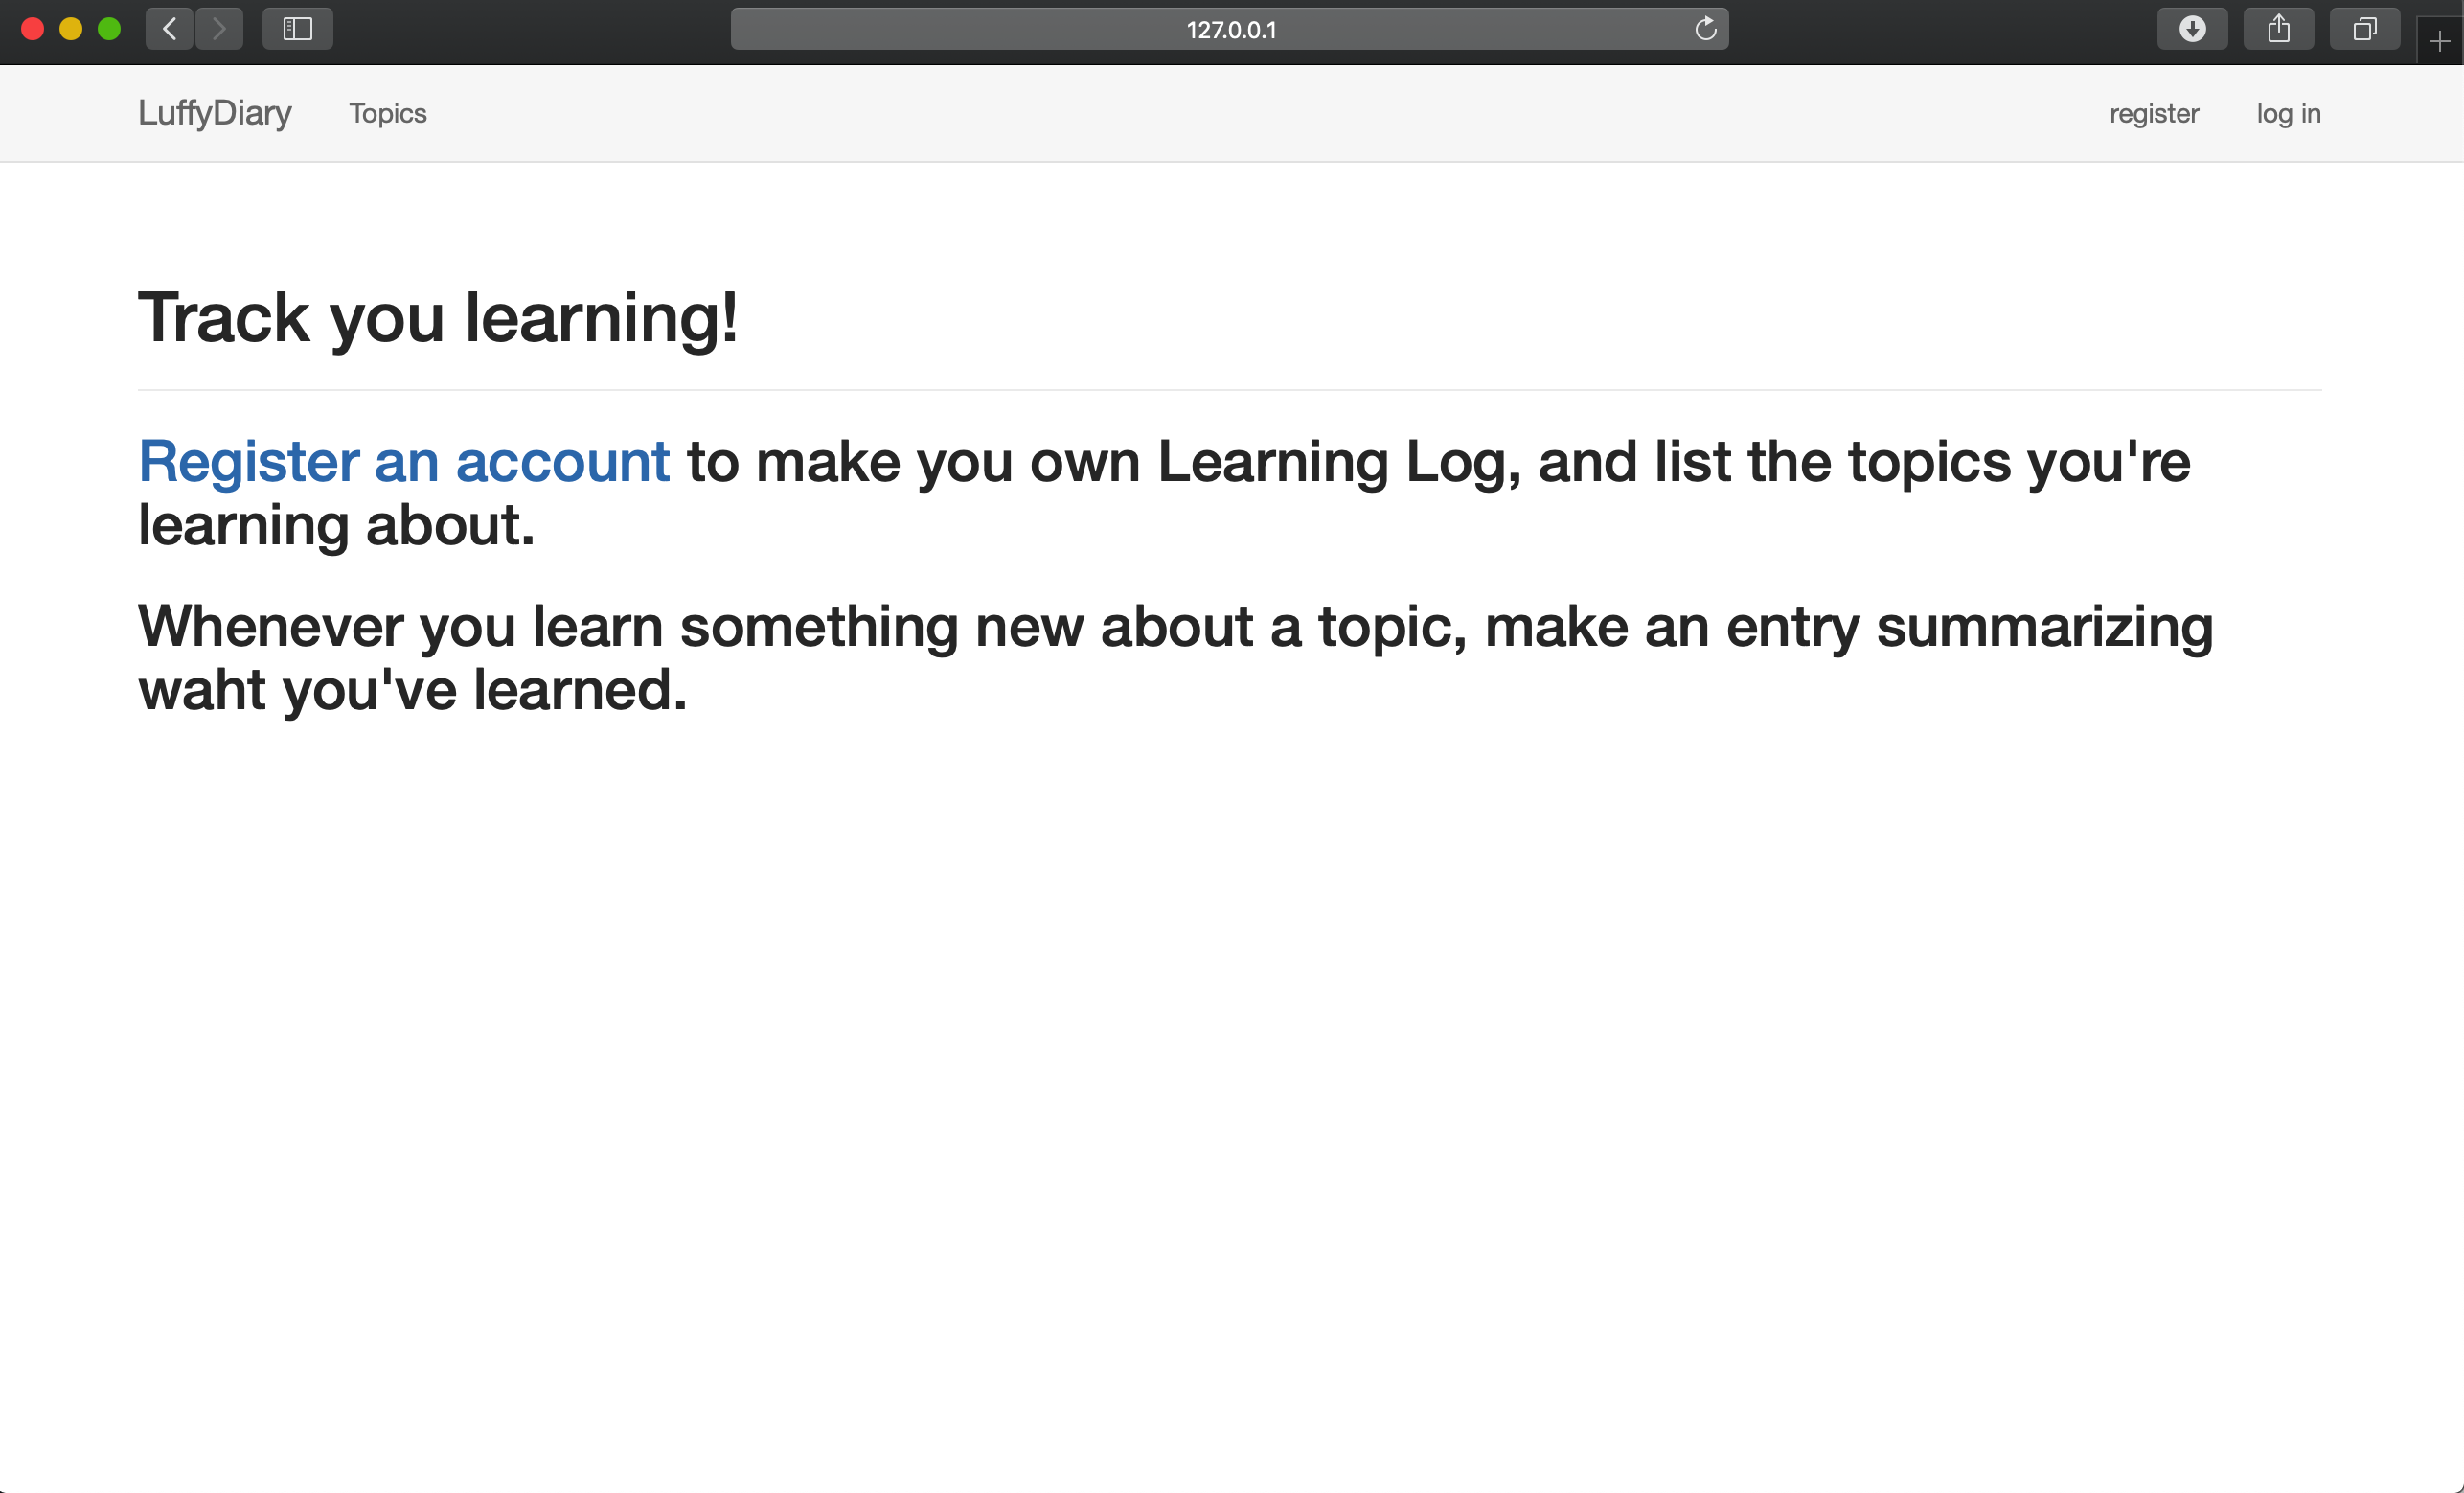 127.0.0.1
LuffyDiary Topics register log in
Track you learning!
Register an account to make you own Learning Log, and list the topics you're
learning about.
Whenever you learn something new about a topic, make an entry summarizing
waht you've learned.